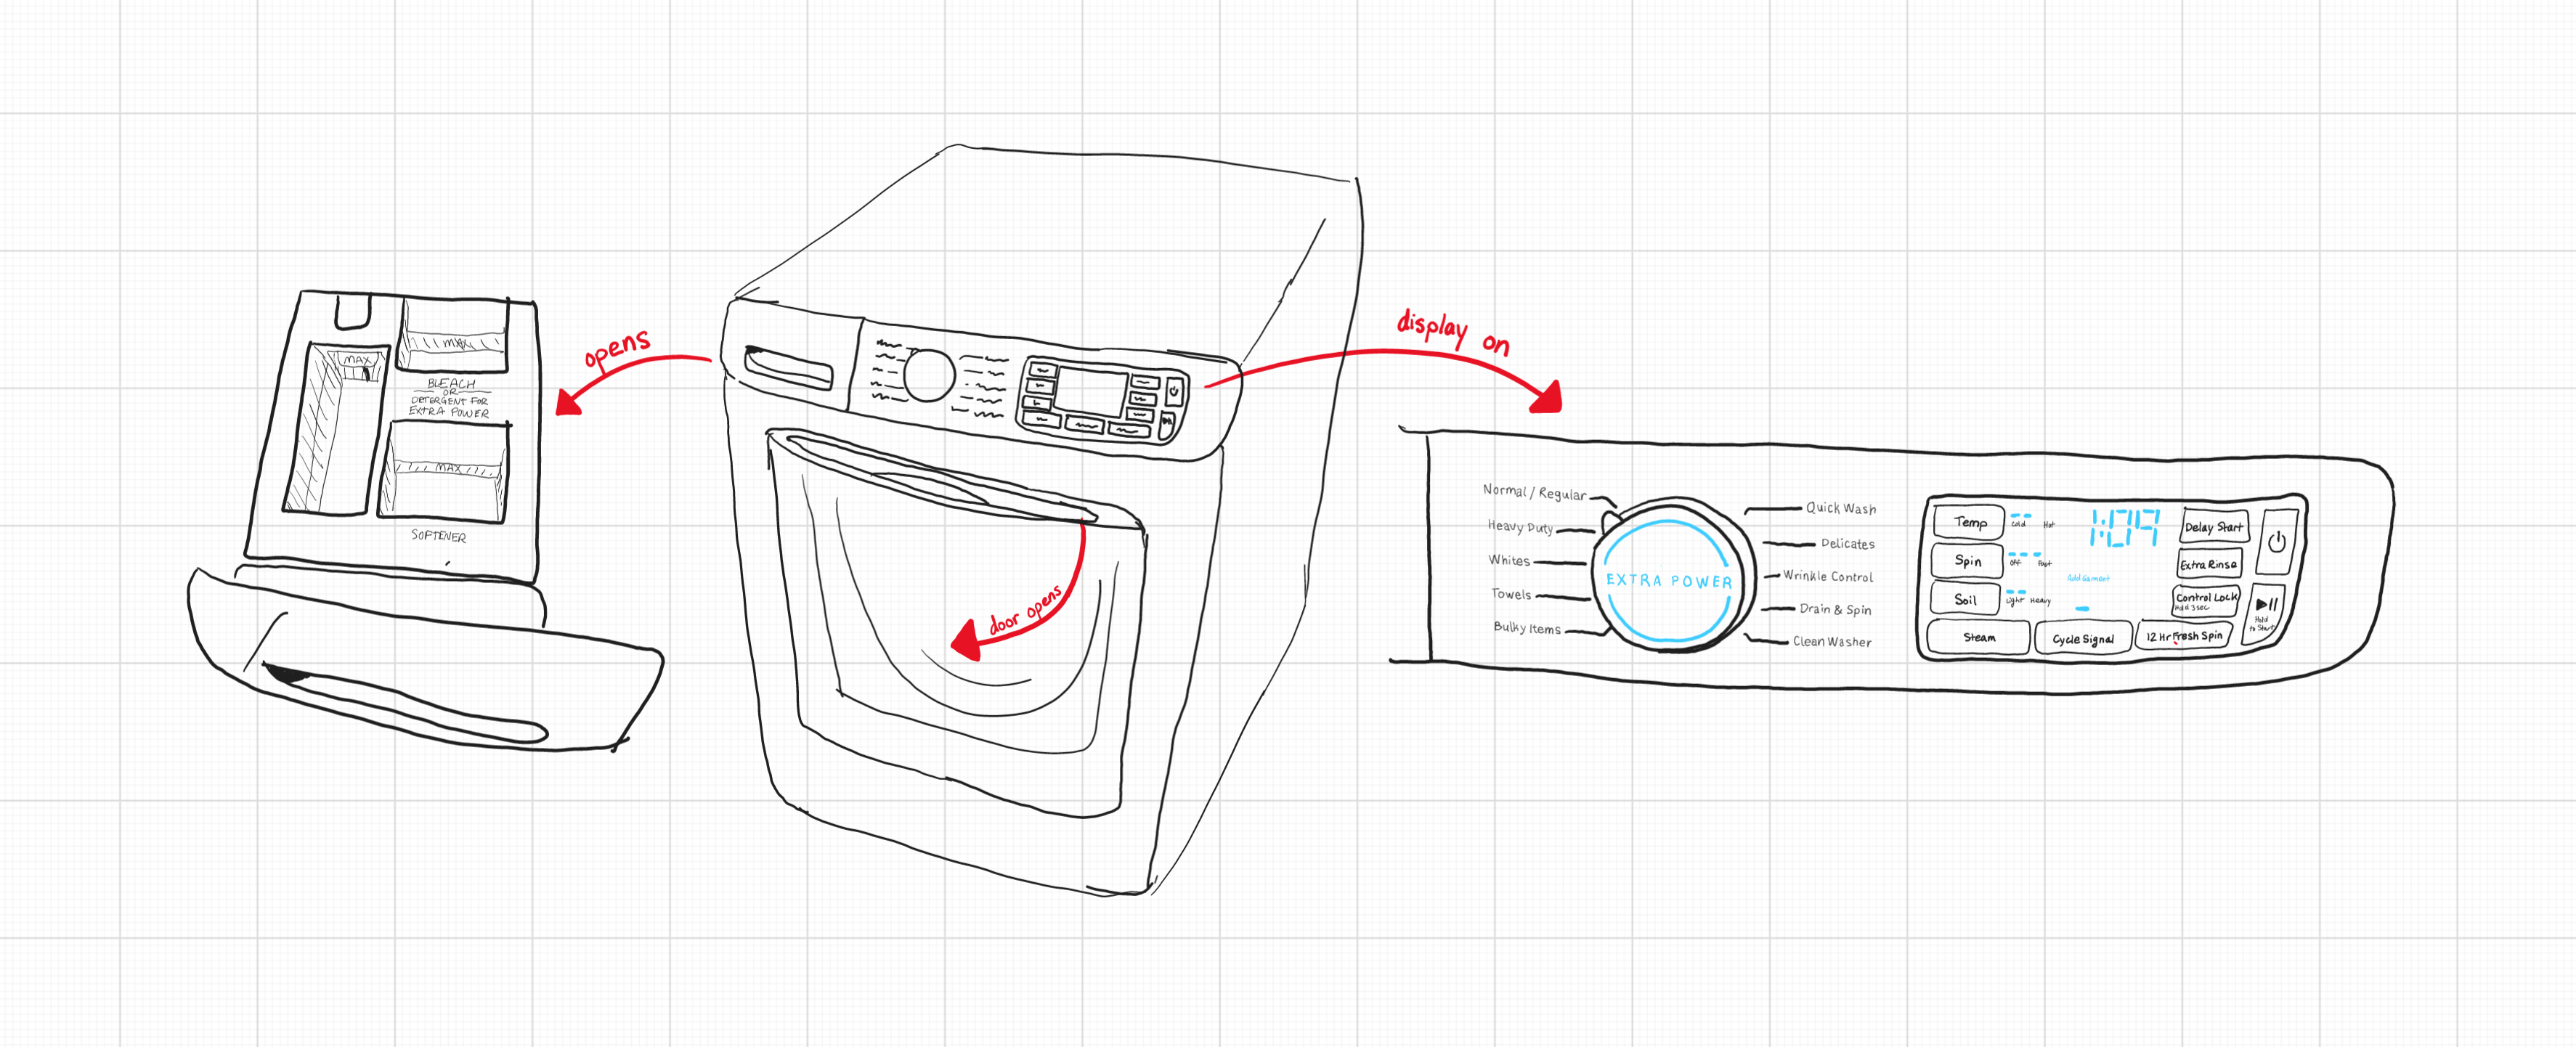 opens
MAX
MAX
BLEACH
OR
DETERGENT FOR
EXTRA POWER
MAX
SOFTENER
door opens
display on
Normal / Regular
Heavy Duty
Whites
Towels
Bulky Items
EXTRA POWER
Quick Wash
Delicates
Wrinkle Control
Drain & Spin
Clean Washer
Temp
Cold Hot
Spin
Off Fast
Soil
Light Heavy
1:09
Add Garment
Delay Start
Extra Rinse
Control Lock
Hold 3 sec
Hold
to Start
Steam
Cycle Signal
12 Hr Fresh Spin